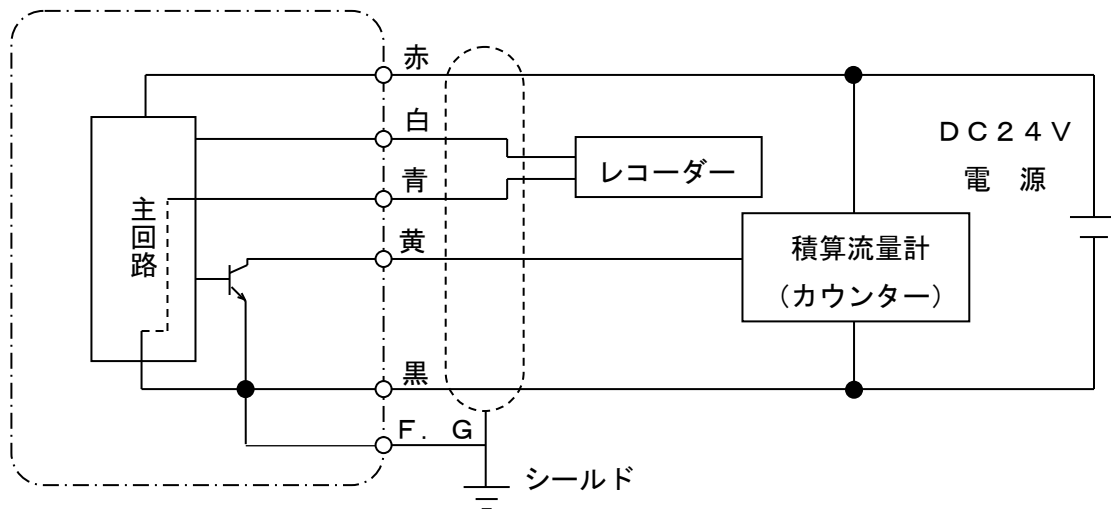 赤
白
青
黄
黒
Ｆ．Ｇ
シールド
主回路
レコーダー
積算流量計
（カウンター）
ＤＣ２４Ｖ
電　源